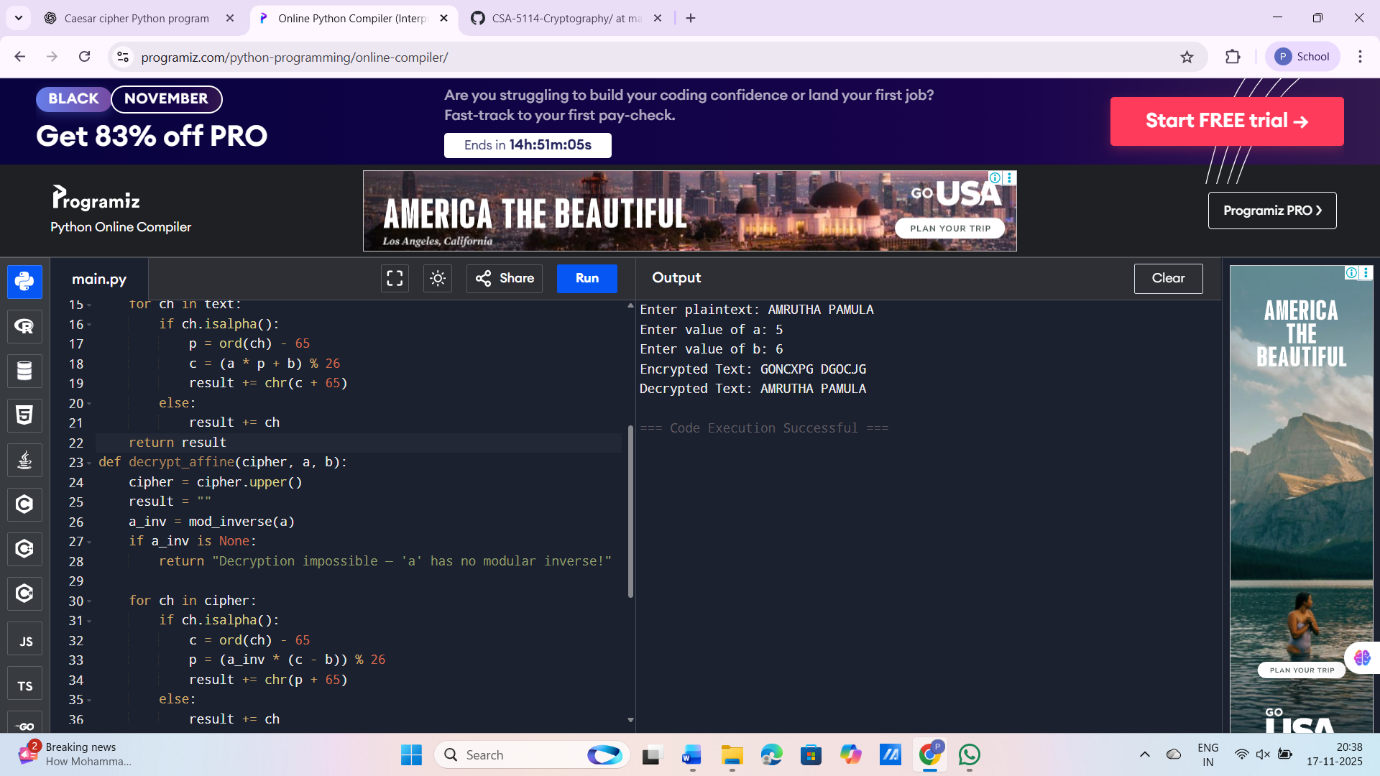 Caesar cipher Python program
Online Python Compiler (Interp
CSA-5114-Cryptography/ at ma
programiz.com/python-programming/online-compiler/
P School
BLACK NOVEMBER
Get 83% off PRO
Are you struggling to build your coding confidence or land your first job?
Fast-track to your first pay-check.
Ends in 14h:51m:05s
Start FREE trial →
Programiz
Python Online Compiler
AMERICA THE BEAUTIFUL
Los Angeles, California
GO USA
PLAN YOUR TRIP
Programiz PRO >
main.py
Share
Run
Output
Clear
15 for ch in text:
16 if ch.isalpha():
17 p = ord(ch) - 65
18 c = (a * p + b) % 26
19 result += chr(c + 65)
20 else:
21 result += ch
22 return result
23 def decrypt_affine(cipher, a, b):
24 cipher = cipher.upper()
25 result = ""
26 a_inv = mod_inverse(a)
27 if a_inv is None:
28 return "Decryption impossible — 'a' has no modular inverse!"
29
30 for ch in cipher:
31 if ch.isalpha():
32 c = ord(ch) - 65
33 p = (a_inv * (c - b)) % 26
34 result += chr(p + 65)
35 else:
36 result += ch
Enter plaintext: AMRUTHA PAMULA
Enter value of a: 5
Enter value of b: 6
Encrypted Text: GONCXPG DGOCJG
Decrypted Text: AMRUTHA PAMULA
=== Code Execution Successful ===
JS
TS
GO
AMERICA
THE
BEAUTIFUL
PLAN YOUR TRIP
GO
USA
2
Breaking news
How Mohamma...
Search
ENG
IN
20:38
17-11-2025